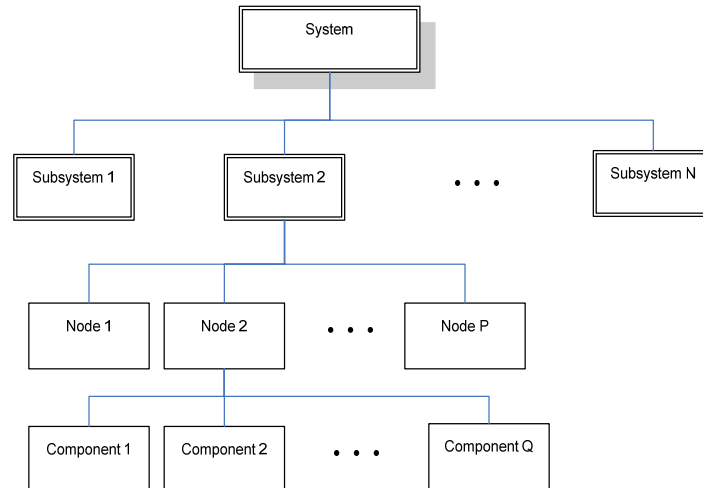 System
Subsystem 1
Subsystem 2
. . .
Subsystem N
Node 1
Node 2
. . .
Node P
Component 1
Component 2
. . .
Component Q